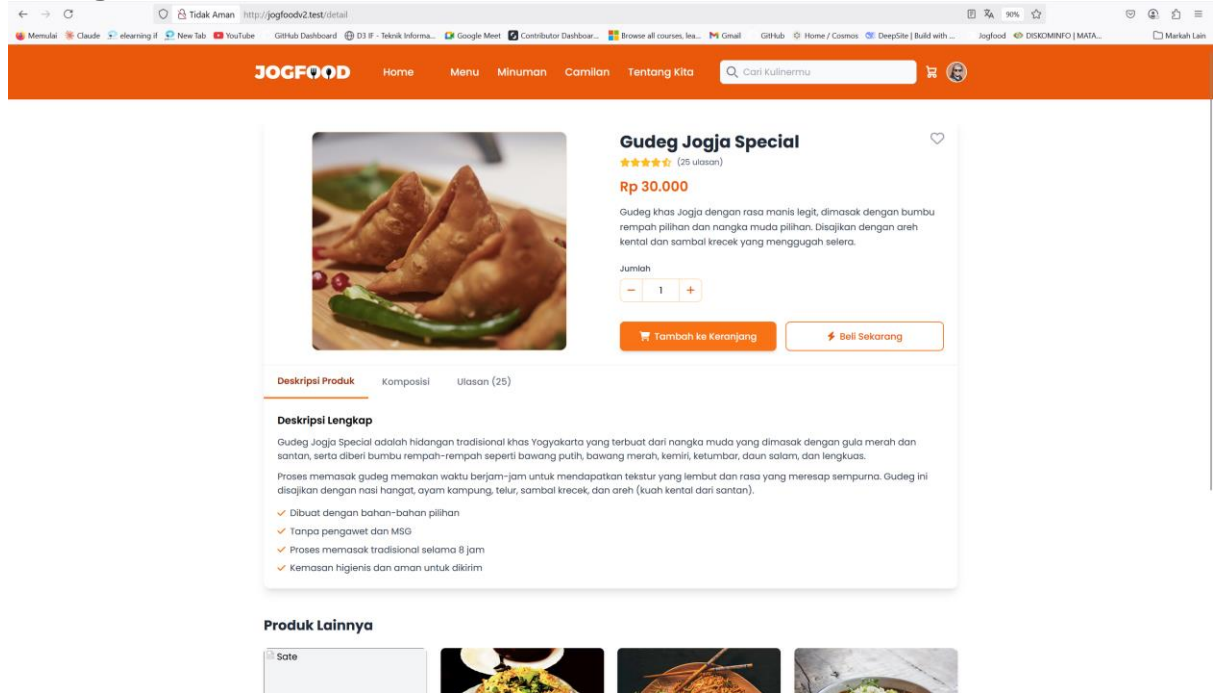 Tidak Aman http://jogfoodv2.test/detail 90%
Memulai Claude elearning if New Tab YouTube GitHub Dashboard D3 IF - Teknik Informa... Google Meet Contributor Dashboar... Browse all courses, lea... Gmail GitHub Home / Cosmos DeepSite | Build with ... Jogfood DISKOMINFO | MATA... Markah Lain
JOGFOOD Home Menu Minuman Camilan Tentang Kita Cari Kulinermu
Gudeg Jogja Special
(25 ulasan)
Rp 30.000
Gudeg khas Jogja dengan rasa manis legit, dimasak dengan bumbu
rempah pilihan dan nangka muda pilihan. Disajikan dengan areh
kental dan sambal krecek yang menggugah selera.
Jumlah
− 1 +
Tambah ke Keranjang Beli Sekarang
Deskripsi Produk Komposisi Ulasan (25)
Deskripsi Lengkap
Gudeg Jogja Special adalah hidangan tradisional khas Yogyakarta yang terbuat dari nangka muda yang dimasak dengan gula merah dan
santan, serta diberi bumbu rempah-rempah seperti bawang putih, bawang merah, kemiri, ketumbar, daun salam, dan lengkuas.
Proses memasak gudeg memakan waktu berjam-jam untuk mendapatkan tekstur yang lembut dan rasa yang meresap sempurna. Gudeg ini
disajikan dengan nasi hangat, ayam kampung, telur, sambal krecek, dan areh (kuah kental dari santan).
Dibuat dengan bahan-bahan pilihan
Tanpa pengawet dan MSG
Proses memasak tradisional selama 8 jam
Kemasan higienis dan aman untuk dikirim
Produk Lainnya
Sate